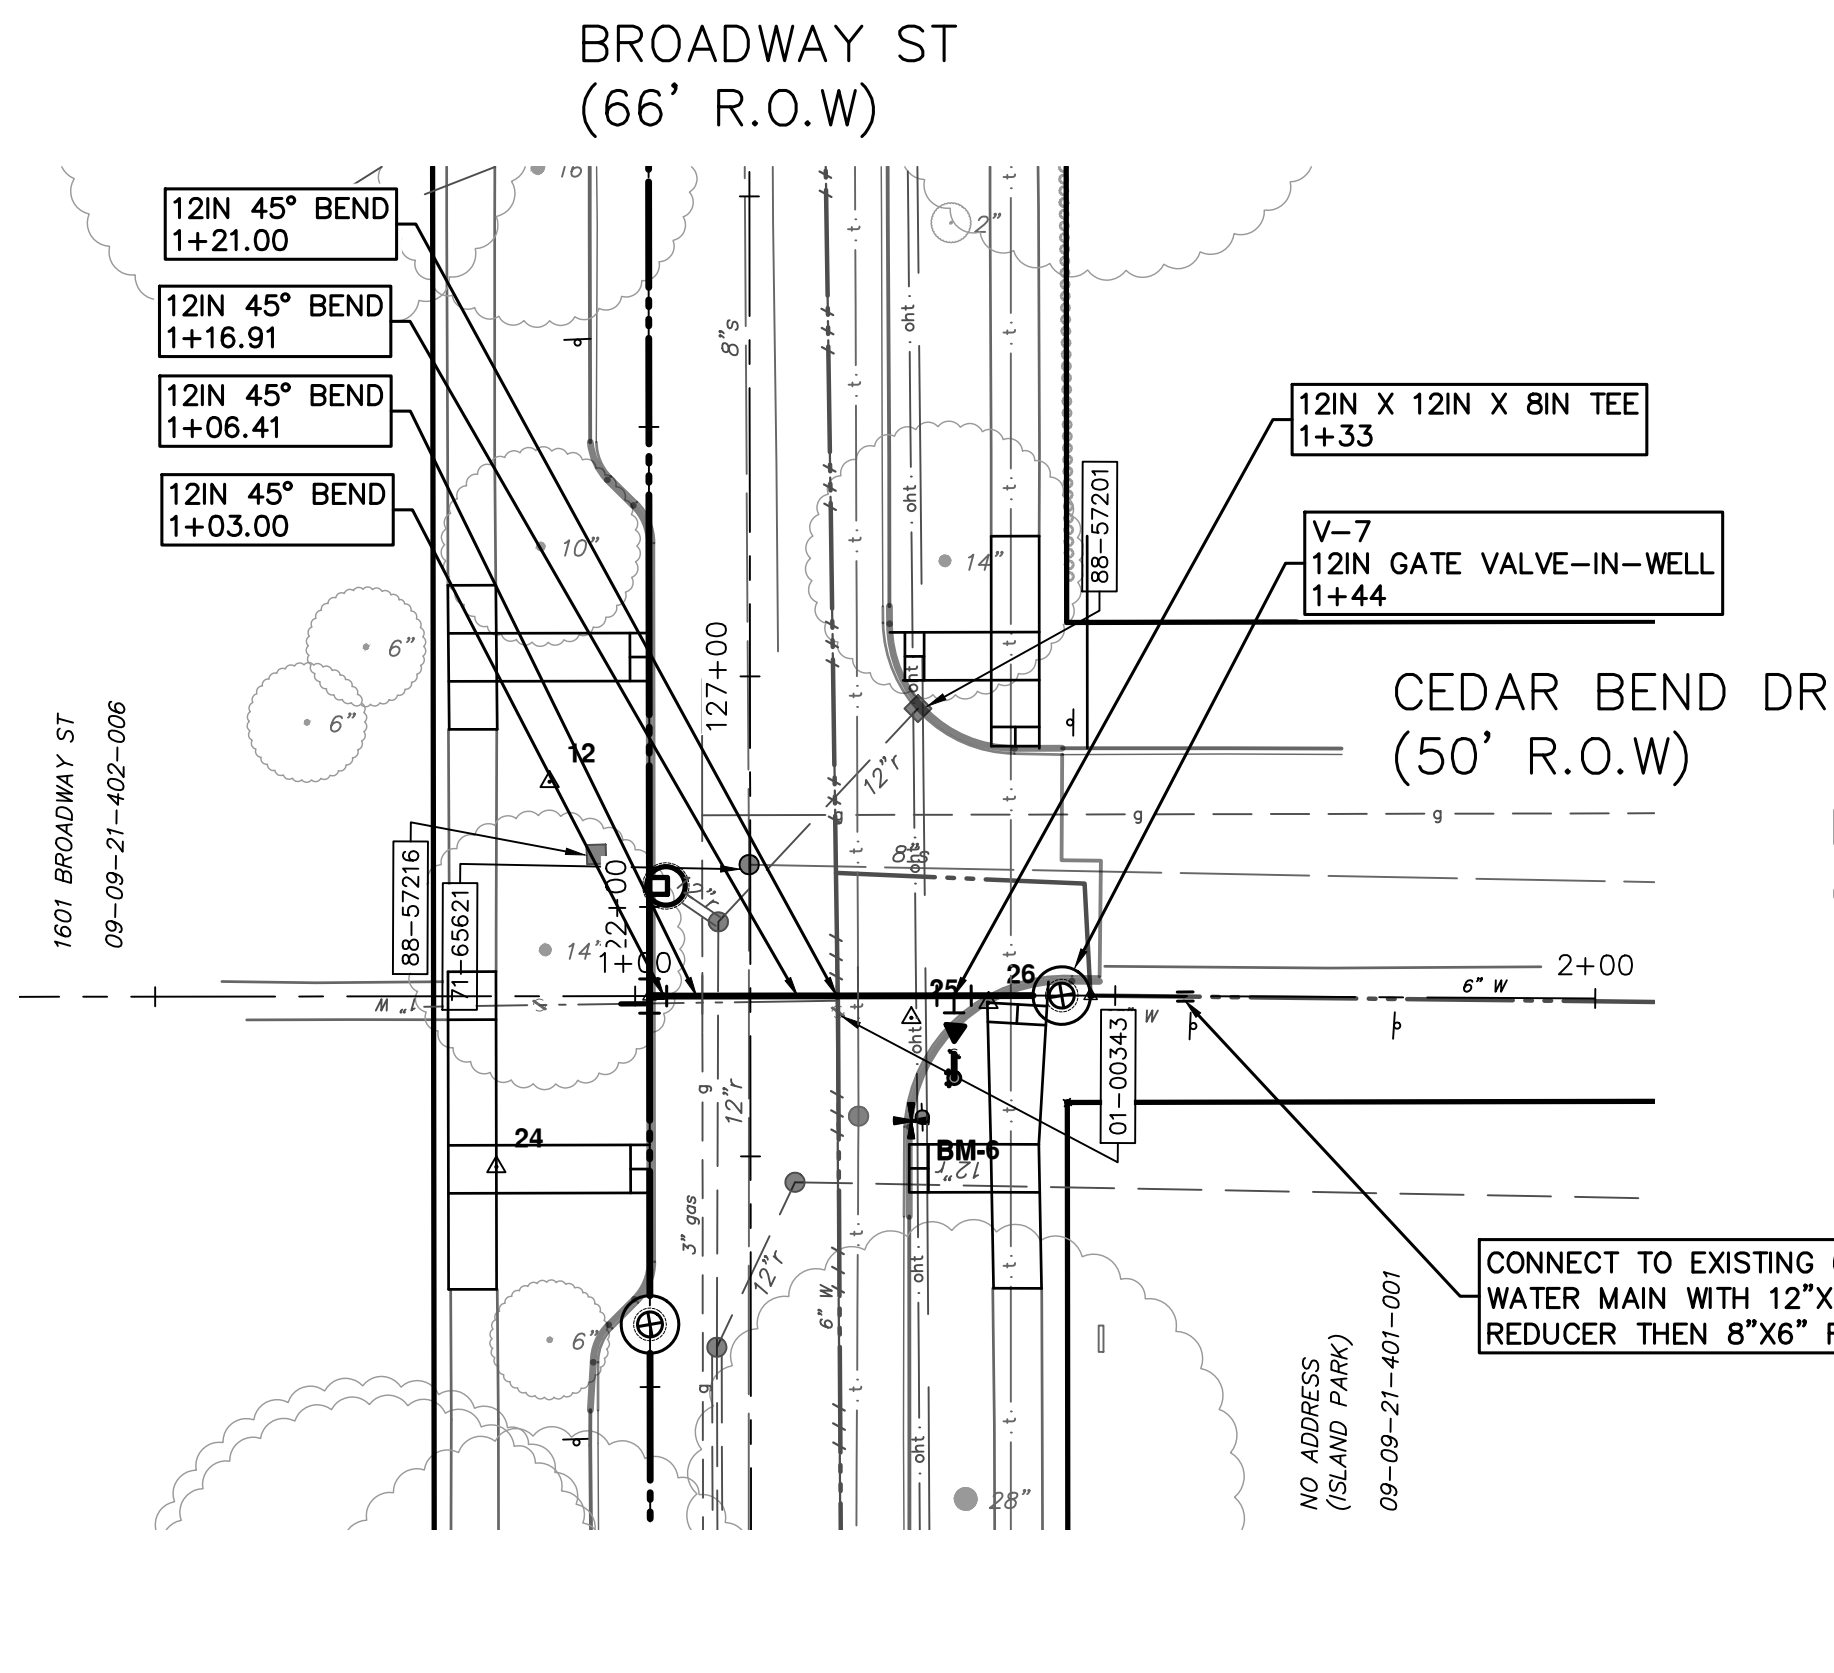 BROADWAY ST
(66' R.O.W)
16
2"
12IN 45° BEND
1+21.00
12IN 45° BEND
1+16.91
12IN 45° BEND
1+06.41
12IN 45° BEND
1+03.00
8"s
oht
t
12IN X 12IN X 8IN TEE
1+33
V-7
12IN GATE VALVE-IN-WELL
1+44
88-57201
10"
14"
6"
6"
127+00
CEDAR BEND DR
(50' R.O.W)
1601 BROADWAY ST
09-09-21-402-006
12
12"r
g
g
g
8"s
88-57216
71-65621
22+00
12"r
14"
1+00
25
26
2+00
6" W
1" W
S
W
01-00343
24
12"r
g
BM-6
12"r
3" gas
12"r
6" W
6"
g
28"
CONNECT TO EXISTING
WATER MAIN WITH 12"X
REDUCER THEN 8"X6"
NO ADDRESS
(ISLAND PARK)
09-09-21-401-001